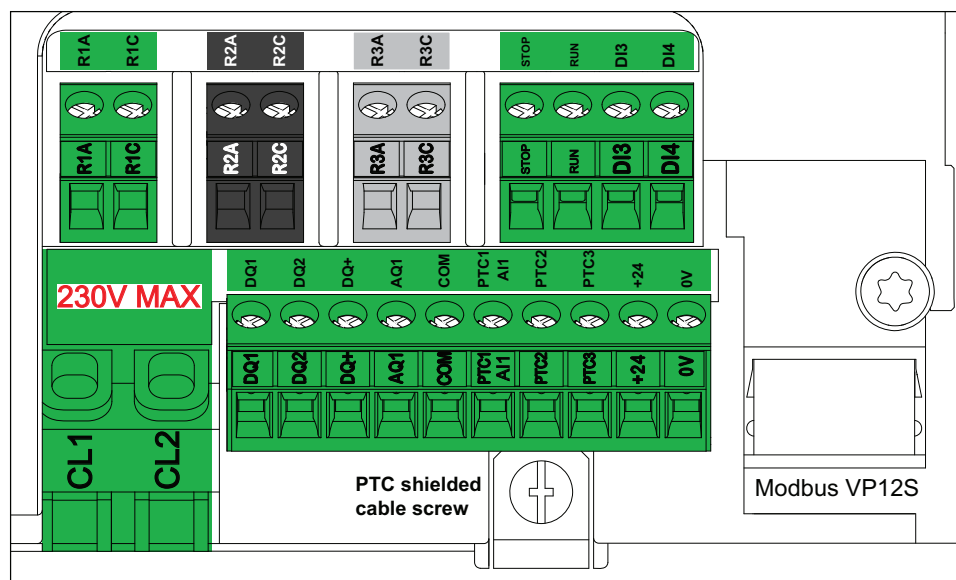 R1A R1C R2A R2C R3A R3C STOP RUN DI3 DI4
R1A R1C R2A R2C R3A R3C STOP RUN DI3 DI4
230V MAX
DQ1 DQ2 DQ+ AQ1 COM PTC1 AI1 PTC2 PTC3 +24 0V
DQ1 DQ2 DQ+ AQ1 COM PTC1 AI1 PTC2 PTC3 +24 0V
CL1 CL2
PTC shielded
cable screw
Modbus VP12S